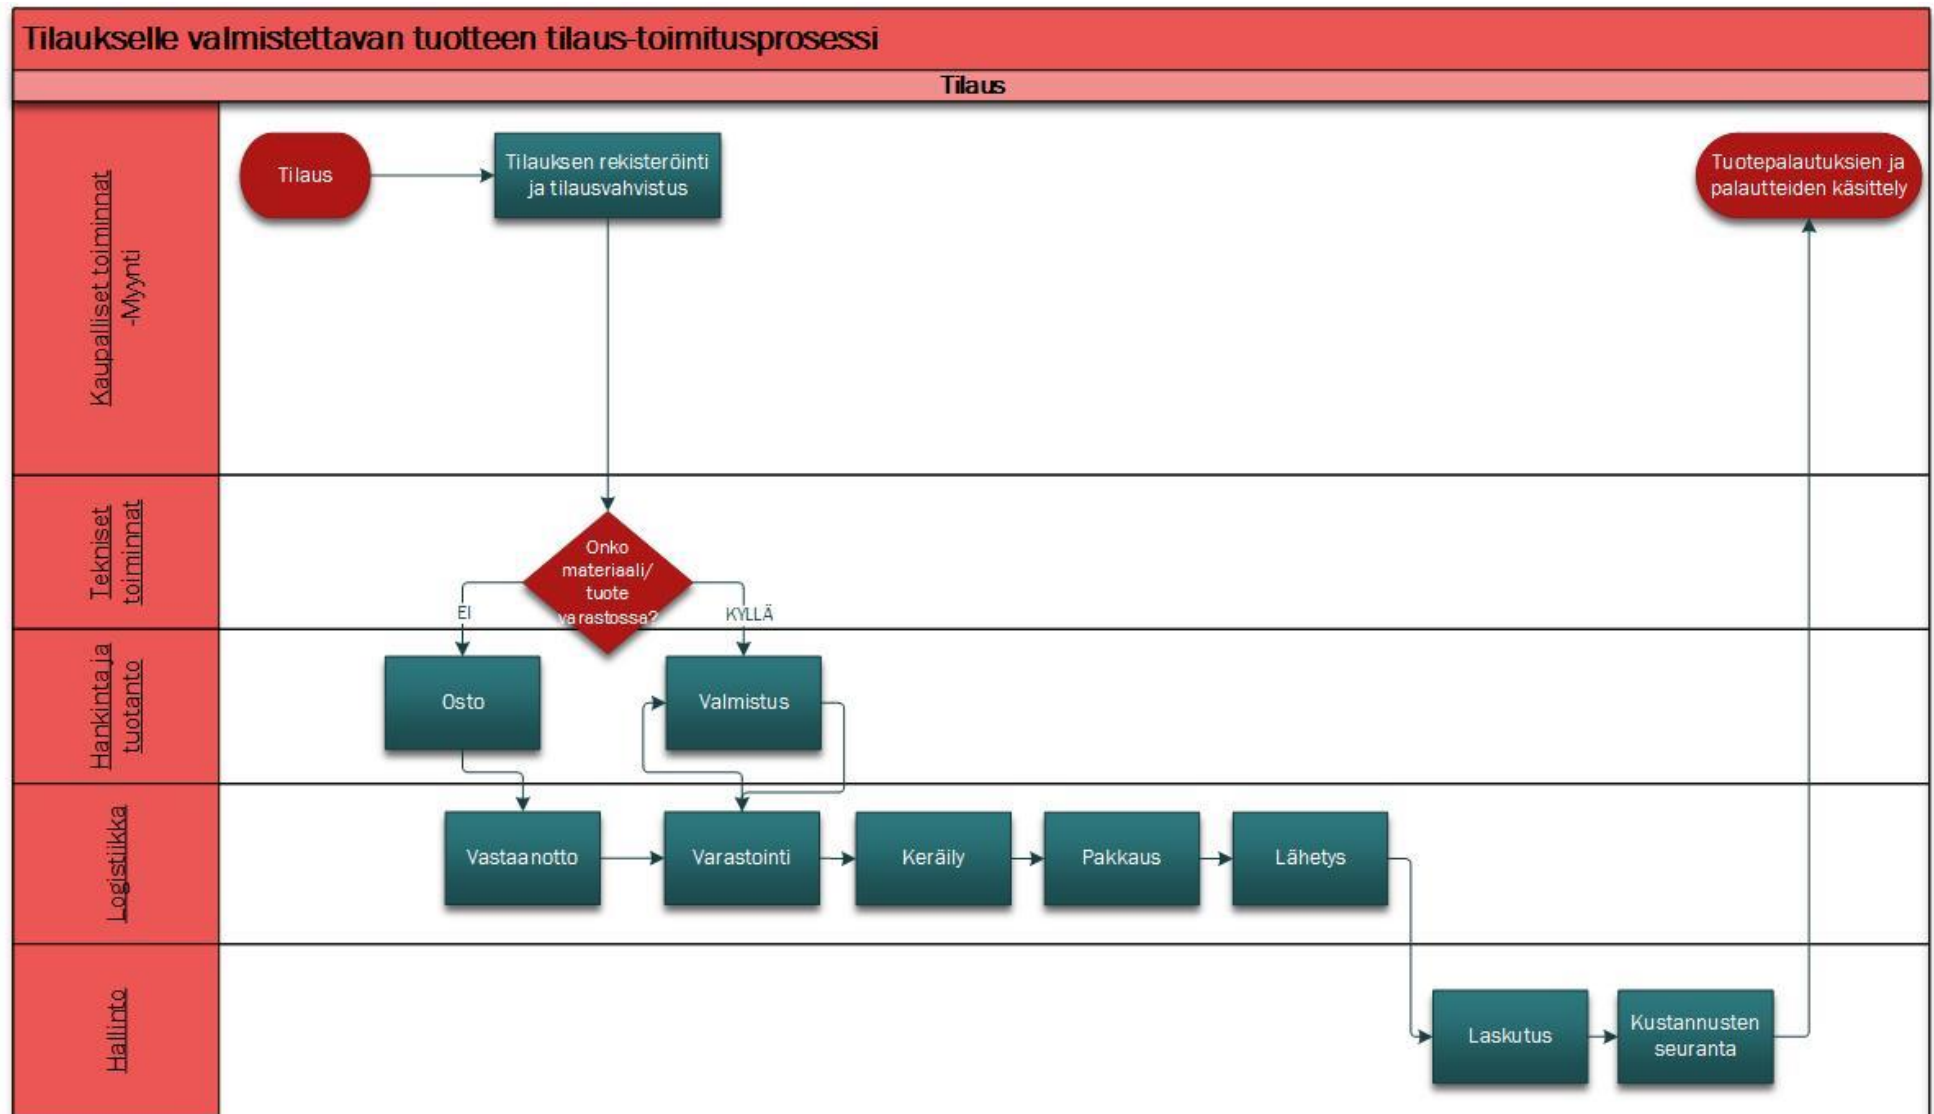 Tilaukselle valmistettavan tuotteen tilaus-toimitusprosessi
Tilaus
Kaupalliset toiminnat
-Myynti
Tilaus
Tilauksen rekisteröinti
ja tilausvahvistus
Tuotepalautuksien ja
palautteiden käsittely
Tekniset
toiminnat
Onko
materiaali/
tuote
varastossa?
EI
KYLLÄ
Hankinta ja
tuotanto
Osto
Valmistus
Logistiikka
Vastaanotto
Varastointi
Keräily
Pakkaus
Lähetys
Hallinto
Laskutus
Kustannusten
seuranta